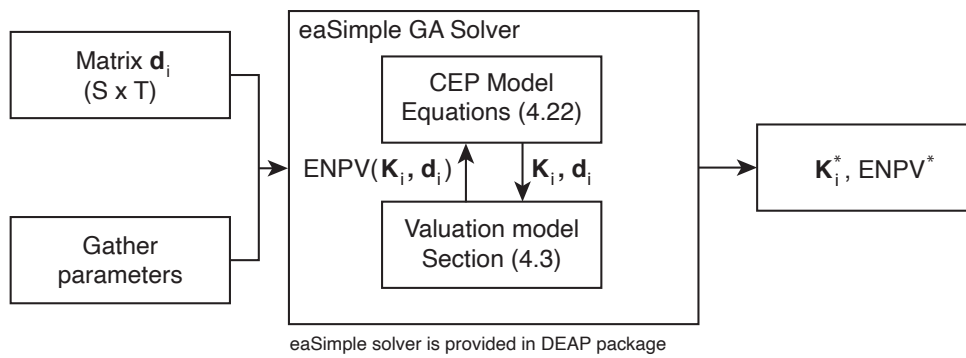 Matrix d_i
(S x T)
Gather
parameters
eaSimple GA Solver
CEP Model
Equations (4.22)
ENPV(K_i, d_i)
K_i, d_i
Valuation model
Section (4.3)
K_i^*, ENPV^*
eaSimple solver is provided in DEAP package